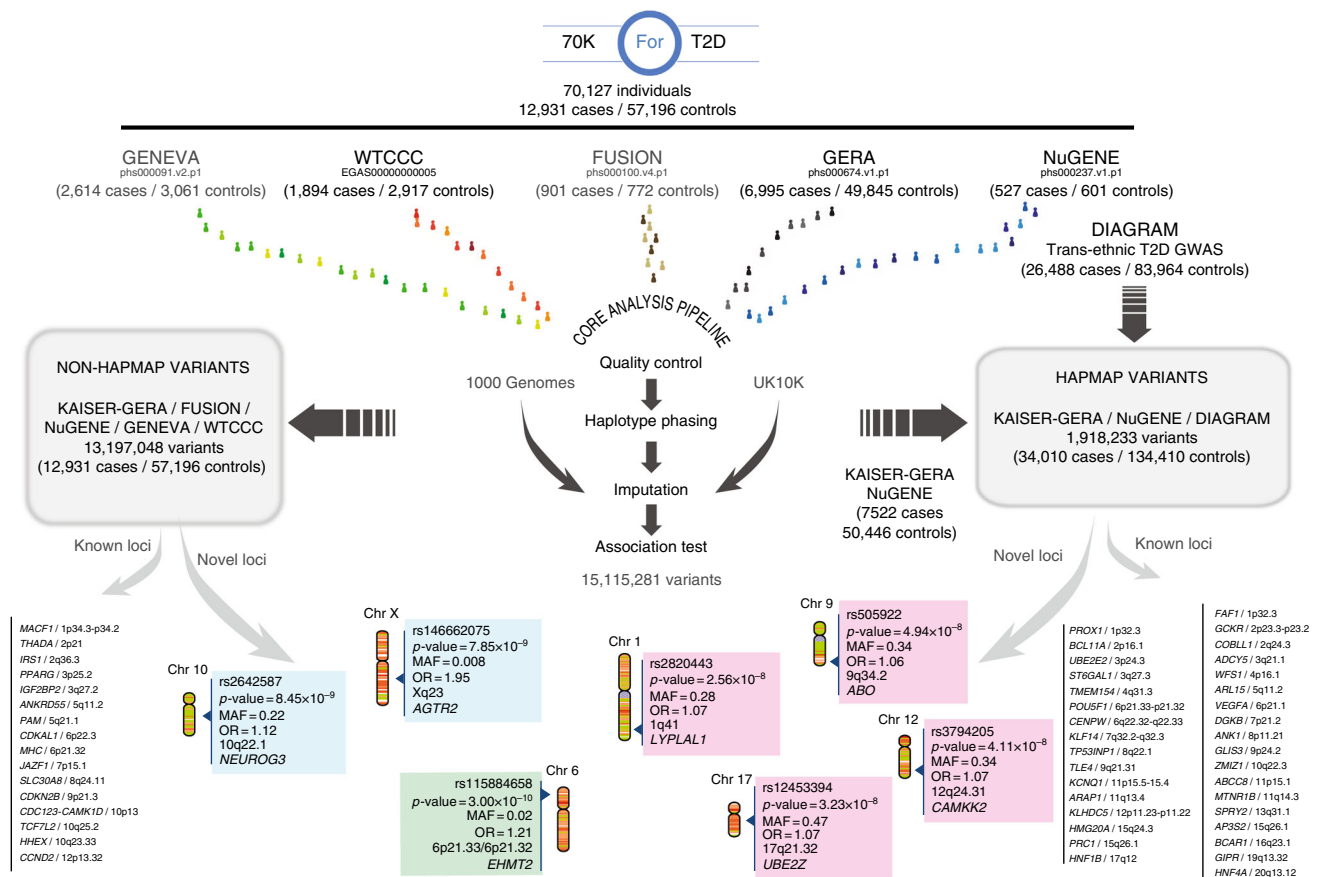 70K For T2D
70,127 individuals
12,931 cases / 57,196 controls
GENEVA
phs000091.v2.p1
(2,614 cases / 3,061 controls)
WTCCC
EGAS00000000005
(1,894 cases / 2,917 controls)
FUSION
phs000100.v4.p1
(901 cases / 772 controls)
GERA
phs000674.v1.p1
(6,995 cases / 49,845 controls)
NuGENE
phs000237.v1.p1
(527 cases / 601 controls)
DIAGRAM
Trans-ethnic T2D GWAS
(26,488 cases / 83,964 controls)
CORE ANALYSIS PIPELINE
Quality control
Haplotype phasing
Imputation
Association test
15,115,281 variants
1000 Genomes
UK10K
NON-HAPMAP VARIANTS
KAISER-GERA / FUSION /
NuGENE / GENEVA / WTCCC
13,197,048 variants
(12,931 cases / 57,196 controls)
HAPMAP VARIANTS
KAISER-GERA / NuGENE / DIAGRAM
1,918,233 variants
(34,010 cases / 134,410 controls)
KAISER-GERA
NuGENE
(7522 cases
50,446 controls)
Known loci
Novel loci
Novel loci
Known loci
MACF1 / 1p34.3-p34.2
THADA / 2p21
IRS1 / 2q36.3
PPARG / 3p25.2
IGF2BP2 / 3q27.2
ANKRD55 / 5q11.2
PAM / 5q21.1
CDKAL1 / 6p22.3
MHC / 6p21.32
JAZF1 / 7p15.1
SLC30A8 / 8q24.11
CDKN2B / 9p21.3
CDC123-CAMK1D / 10p13
TCF7L2 / 10q25.2
HHEX / 10q23.33
CCND2 / 12p13.32
Chr 10
rs2642587
p-value = 8.45×10⁻⁹
MAF = 0.22
OR = 1.12
10q22.1
NEUROG3
Chr X
rs146662075
p-value = 7.85×10⁻⁹
MAF = 0.008
OR = 1.95
Xq23
AGTR2
Chr 6
rs115884658
p-value = 3.00×10⁻¹⁰
MAF = 0.02
OR = 1.21
6p21.33/6p21.32
EHMT2
Chr 1
rs2820443
p-value = 2.56×10⁻⁸
MAF = 0.28
OR = 1.07
1q41
LYPLAL1
Chr 9
rs505922
p-value = 4.94×10⁻⁸
MAF = 0.34
OR = 1.06
9q34.2
ABO
Chr 17
rs12453394
p-value = 3.23×10⁻⁸
MAF = 0.47
OR = 1.07
17q21.32
UBE2Z
Chr 12
rs3794205
p-value = 4.11×10⁻⁸
MAF = 0.34
OR = 1.07
12q24.31
CAMKK2
PROX1 / 1p32.3
BCL11A / 2p16.1
UBE2E2 / 3p24.3
ST6GAL1 / 3q27.3
TMEM154 / 4q31.3
POU5F1 / 6p21.33-p21.32
CENPW / 6q22.32-q22.33
KLF14 / 7q32.2-q32.3
TP53INP1 / 8q22.1
TLE4 / 9q21.31
KCNQ1 / 11p15.5-15.4
ARAP1 / 11q13.4
KLHDC5 / 12p11.23-p11.22
HMG20A / 15q24.3
PRC1 / 15q26.1
HNF1B / 17q12
FAF1 / 1p32.3
GCKR / 2p23.3-p23.2
COBLL1 / 2q24.3
ADCY5 / 3q21.1
WFS1 / 4p16.1
ARL15 / 5q11.2
VEGFA / 6p21.1
DGKB / 7p21.2
ANK1 / 8p11.21
GLIS3 / 9p24.2
ZMIZ1 / 10q22.3
ABCC8 / 11p15.1
MTNR1B / 11q14.3
SPRY2 / 13q31.1
AP3S2 / 15q26.1
BCAR1 / 16q23.1
GIPR / 19q13.32
HNF4A / 20q13.12